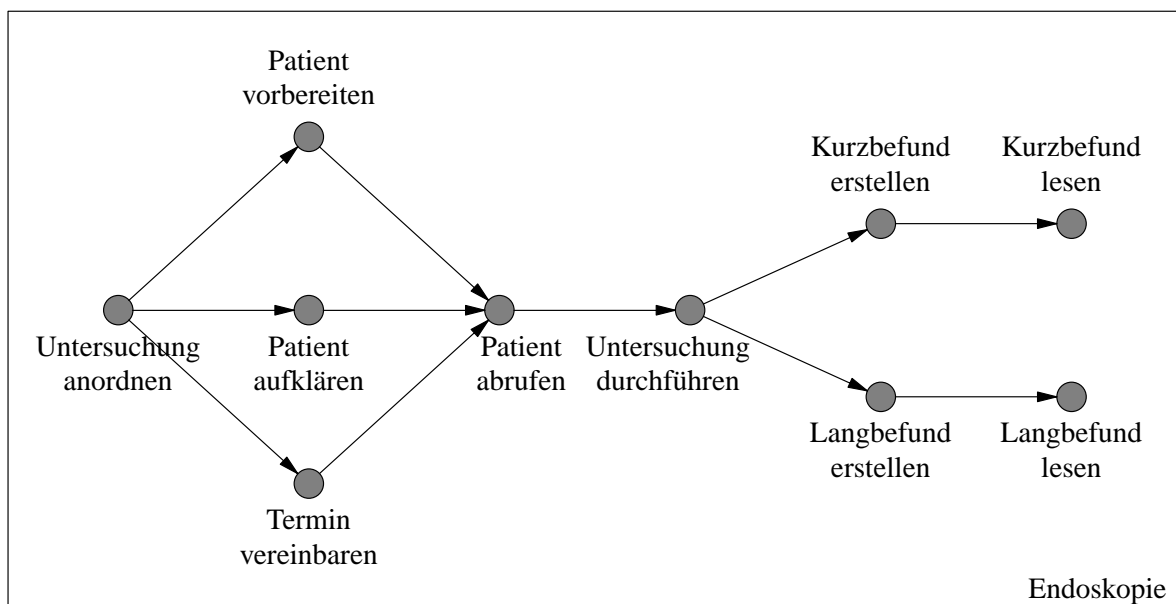 Patient
vorbereiten
Kurzbefund
erstellen
Kurzbefund
lesen
Untersuchung
anordnen
Patient
aufklären
Patient
abrufen
Untersuchung
durchführen
Langbefund
erstellen
Langbefund
lesen
Termin
vereinbaren
Endoskopie